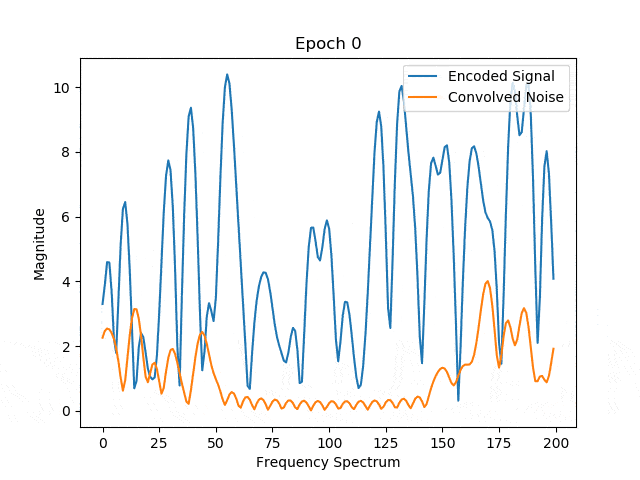 Epoch 0
Encoded Signal
Convolved Noise
Magnitude
10
8
6
4
2
0
0 25 50 75 100 125 150 175 200
Frequency Spectrum